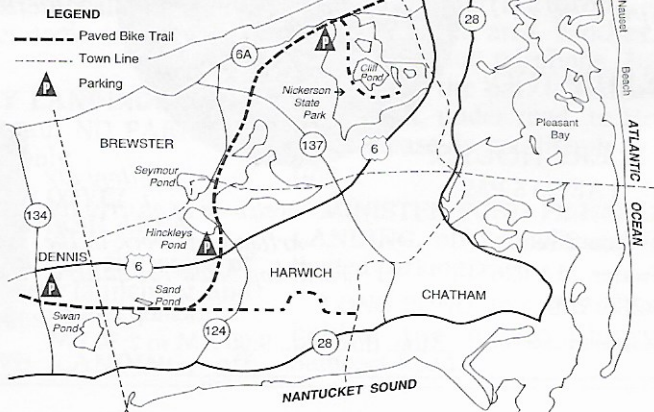 LEGEND
Paved Bike Trail
Town Line
P
Parking
28
Nauset
Beach
6A
P
Cliff
Pond
Nickerson
State
Park
Pleasant
Bay
BREWSTER
137
6
ATLANTIC
OCEAN
Seymour
Pond
134
Hinckleys
Pond
P
DENNIS
6
HARWICH
P
Sand
Pond
CHATHAM
Swan
Pond
124
28
NANTUCKET SOUND